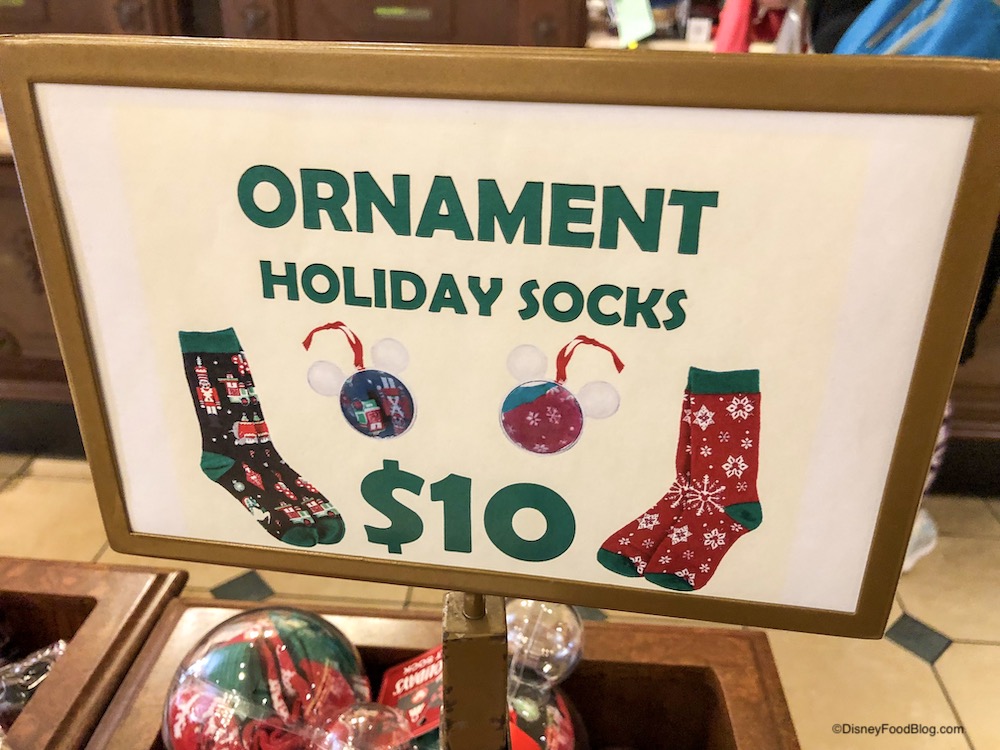 ORNAMENT
HOLIDAY SOCKS
$10
©DisneyFoodBlog.com